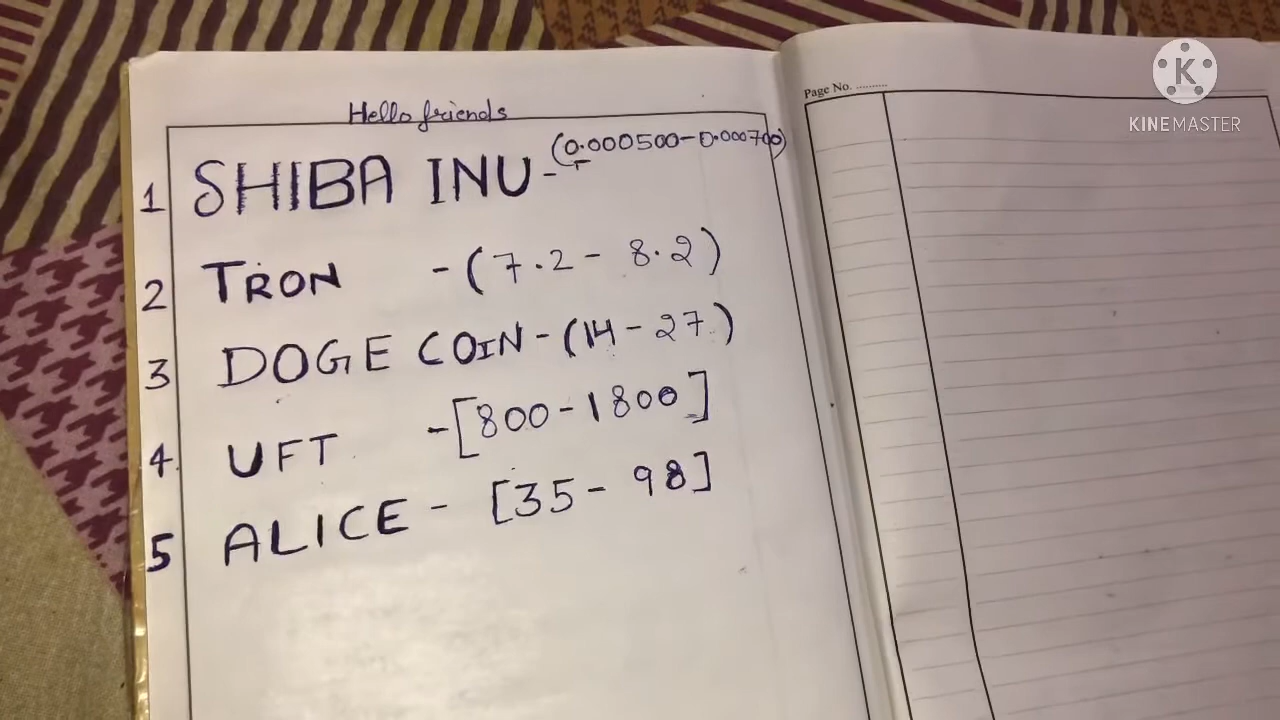 Hello friends
1 SHIBA INU - (0.000500-0.000700)
2 TRON - (7.2 - 8.2)
3 DOGE COIN - (14 - 27)
4. UFT - [800 - 1800]
5 ALICE - [35 - 98]
Page No. ..........
K
KINEMASTER